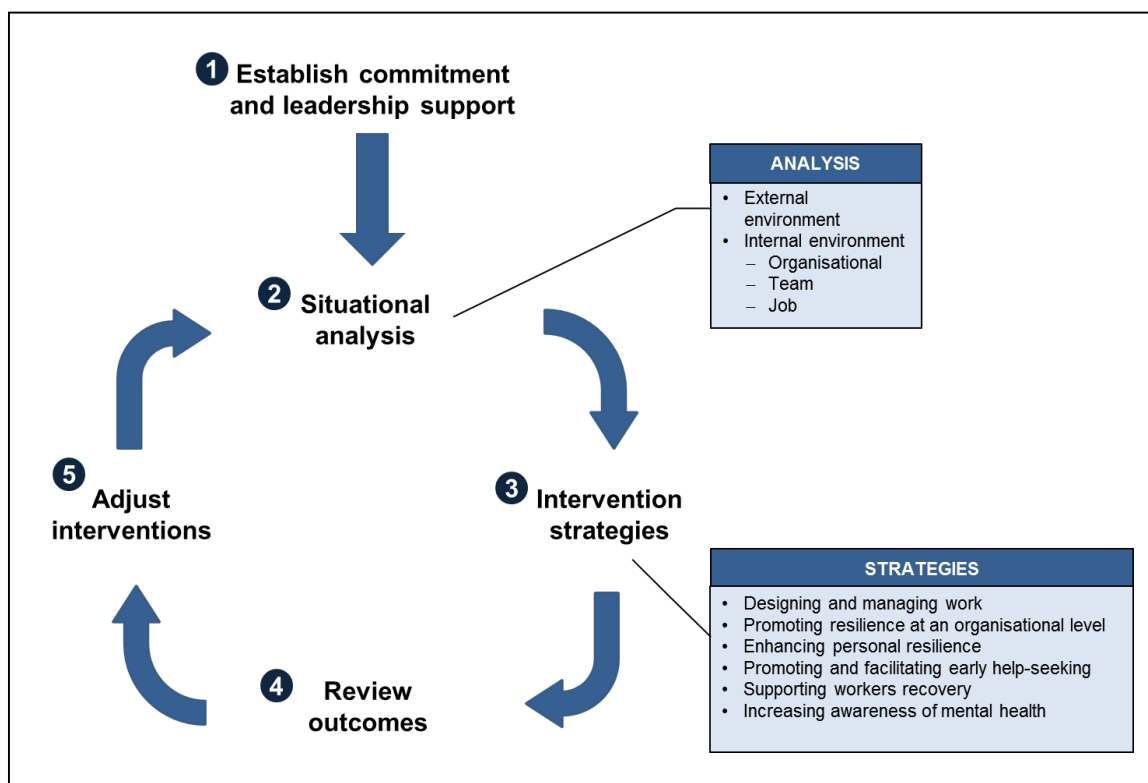 1 Establish commitment
and leadership support
ANALYSIS
• External
environment
• Internal environment
– Organisational
– Team
– Job
2 Situational
analysis
3 Intervention
strategies
STRATEGIES
• Designing and managing work
• Promoting resilience at an organisational level
• Enhancing personal resilience
• Promoting and facilitating early help-seeking
• Supporting workers recovery
• Increasing awareness of mental health
4 Review
outcomes
5 Adjust
interventions